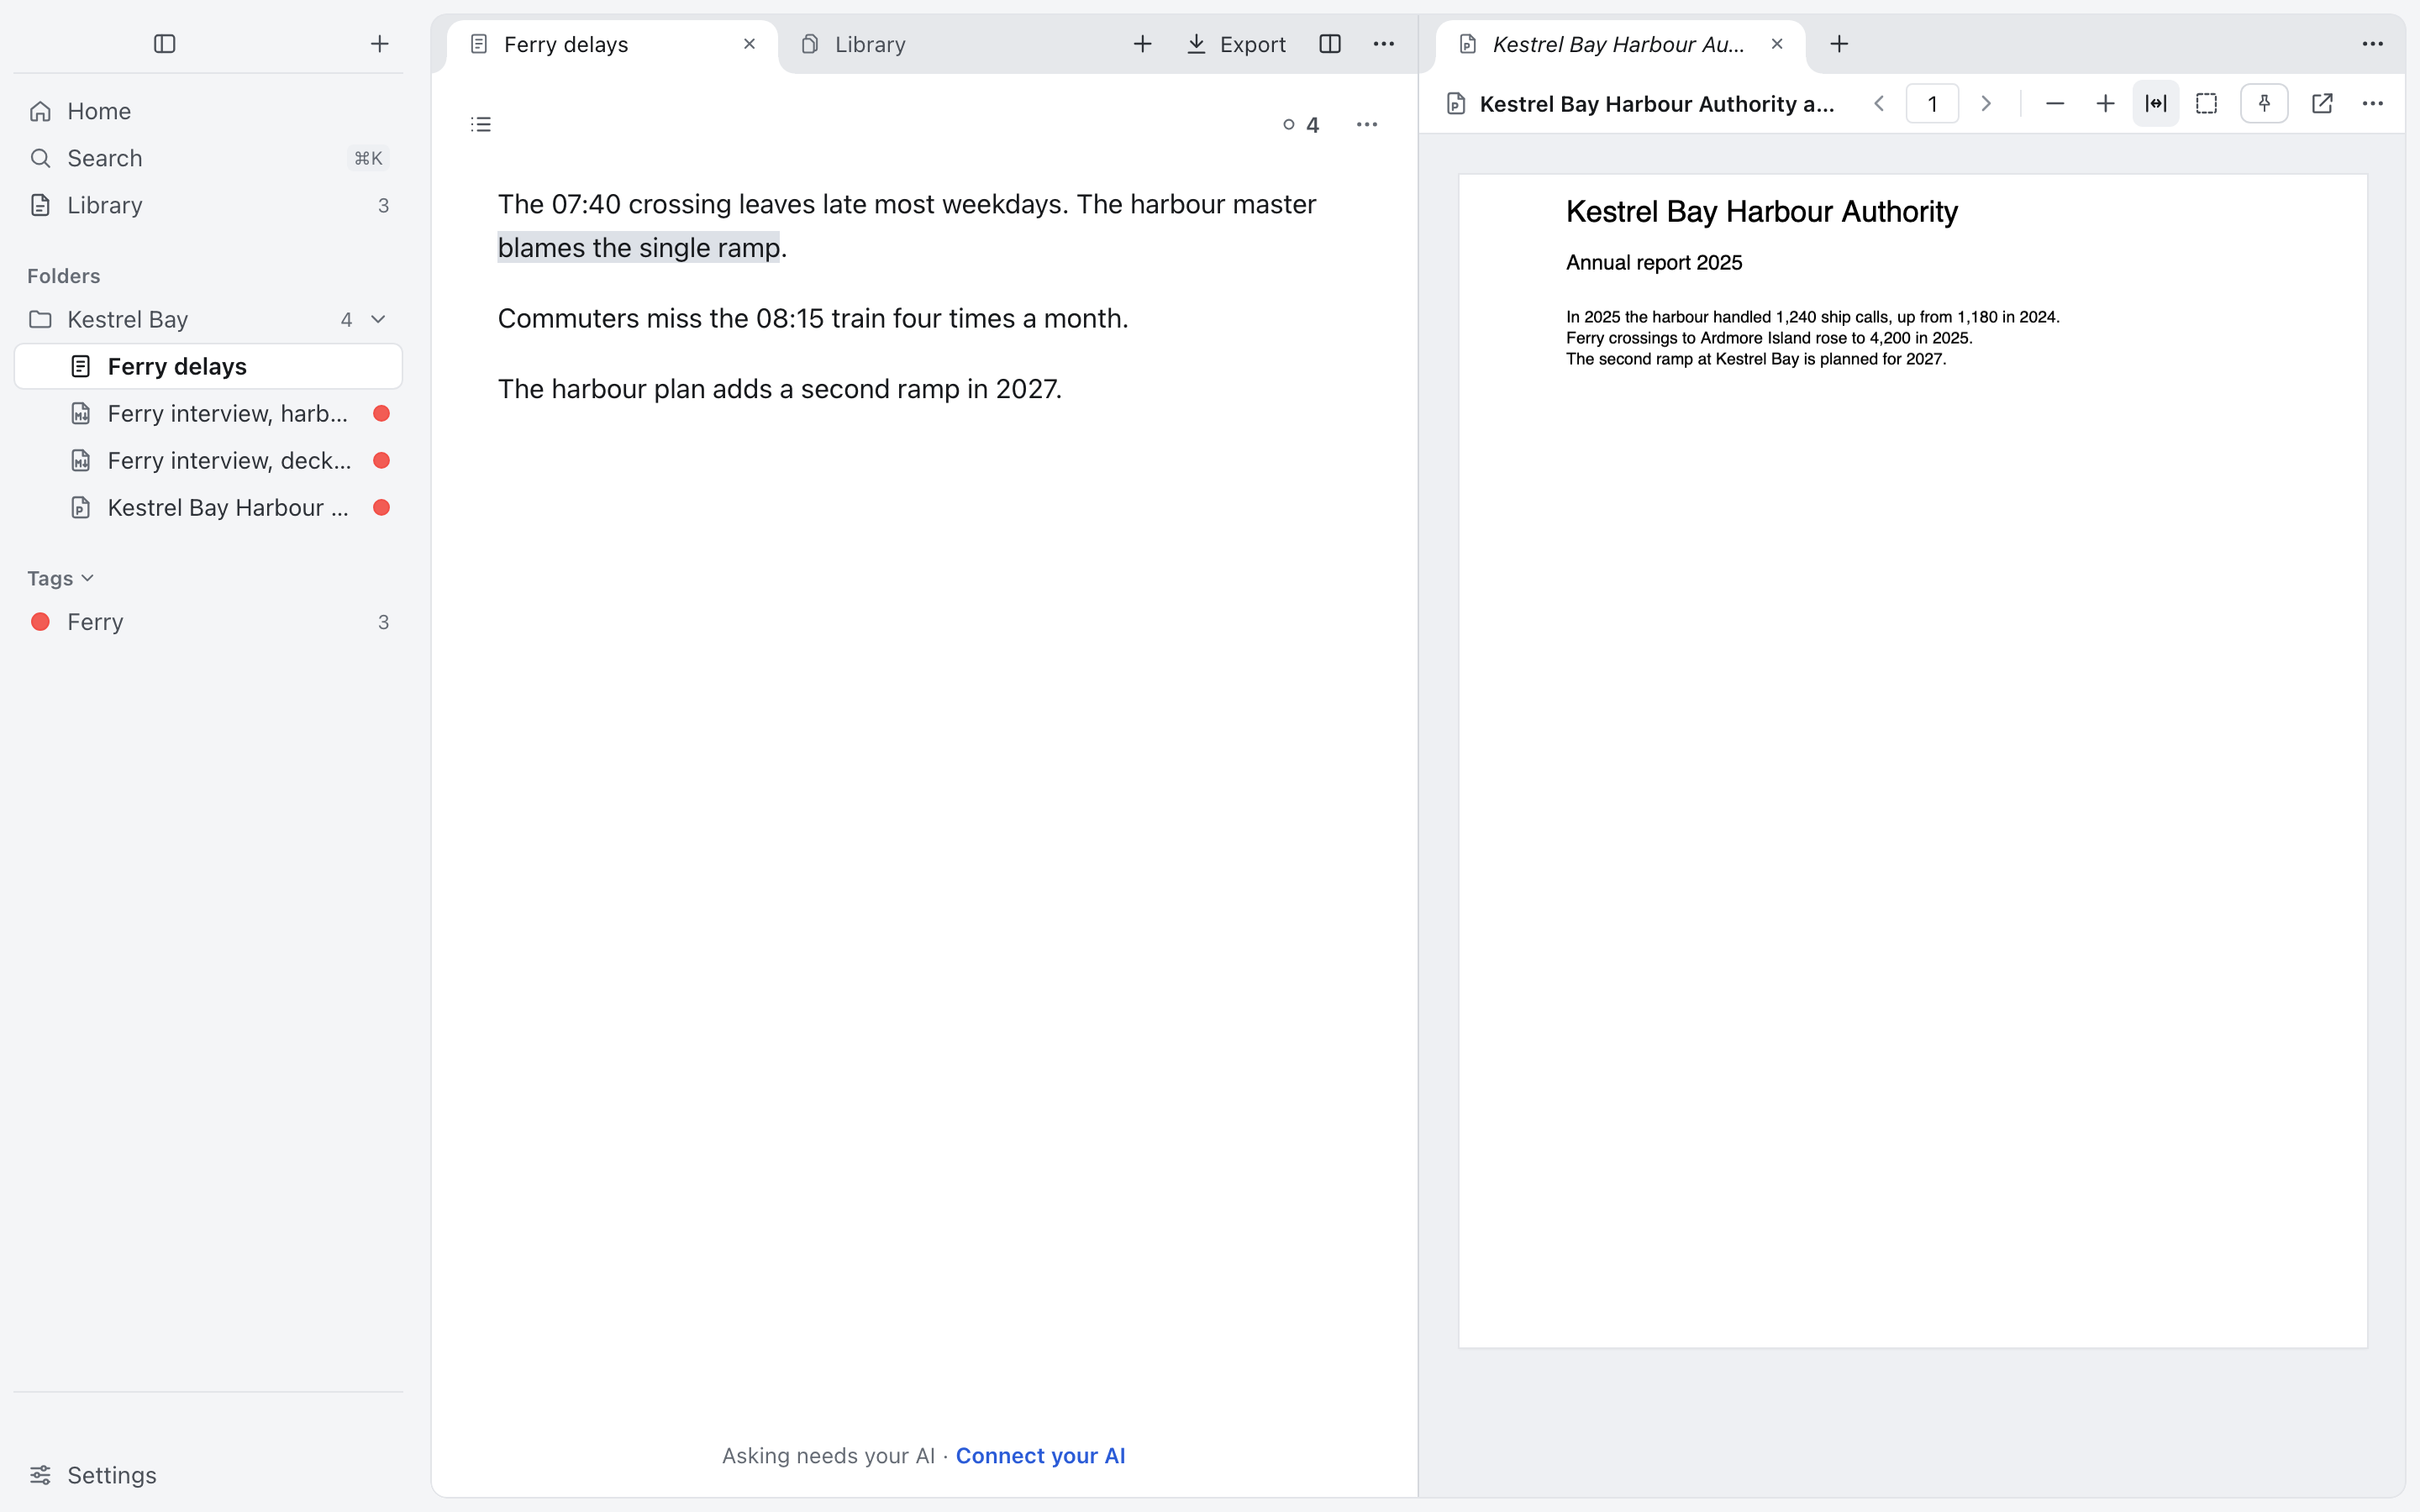 Home
Search ⌘K
Library 3
Folders
Kestrel Bay 4
Ferry delays
Ferry interview, harb...
Ferry interview, deck...
Kestrel Bay Harbour ...
Tags
Ferry 3
Settings
Ferry delays
Library
Export
4
The 07:40 crossing leaves late most weekdays. The harbour master
blames the single ramp.
Commuters miss the 08:15 train four times a month.
The harbour plan adds a second ramp in 2027.
Asking needs your AI · Connect your AI
Kestrel Bay Harbour Au...
Kestrel Bay Harbour Authority a...
1
Kestrel Bay Harbour Authority
Annual report 2025
In 2025 the harbour handled 1,240 ship calls, up from 1,180 in 2024.
Ferry crossings to Ardmore Island rose to 4,200 in 2025.
The second ramp at Kestrel Bay is planned for 2027.